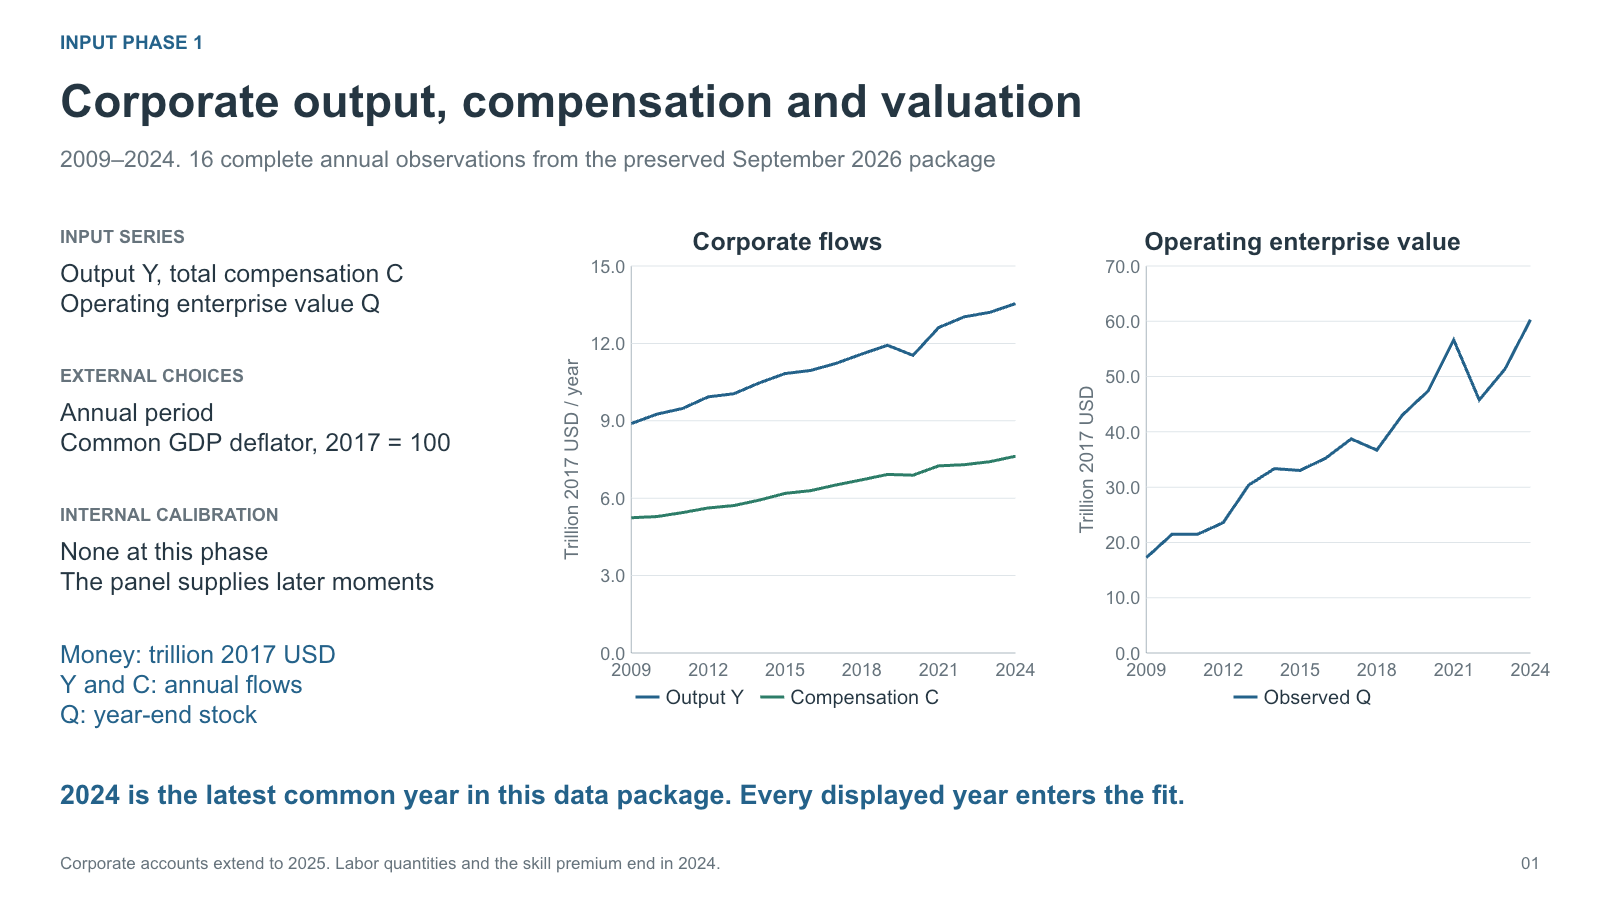 INPUT PHASE 1
Corporate output, compensation and valuation
2009–2024. 16 complete annual observations from the preserved September 2026 package
INPUT SERIES
Output Y, total compensation C
Operating enterprise value Q
EXTERNAL CHOICES
Annual period
Common GDP deflator, 2017 = 100
INTERNAL CALIBRATION
None at this phase
The panel supplies later moments
Money: trillion 2017 USD
Y and C: annual flows
Q: year-end stock
Corporate flows
Trillion 2017 USD / year
15.0
12.0
9.0
6.0
3.0
0.0
2009 2012 2015 2018 2021 2024
Output Y Compensation C
Operating enterprise value
Trillion 2017 USD
70.0
60.0
50.0
40.0
30.0
20.0
10.0
0.0
2009 2012 2015 2018 2021 2024
Observed Q
2024 is the latest common year in this data package. Every displayed year enters the fit.
Corporate accounts extend to 2025. Labor quantities and the skill premium end in 2024.
01